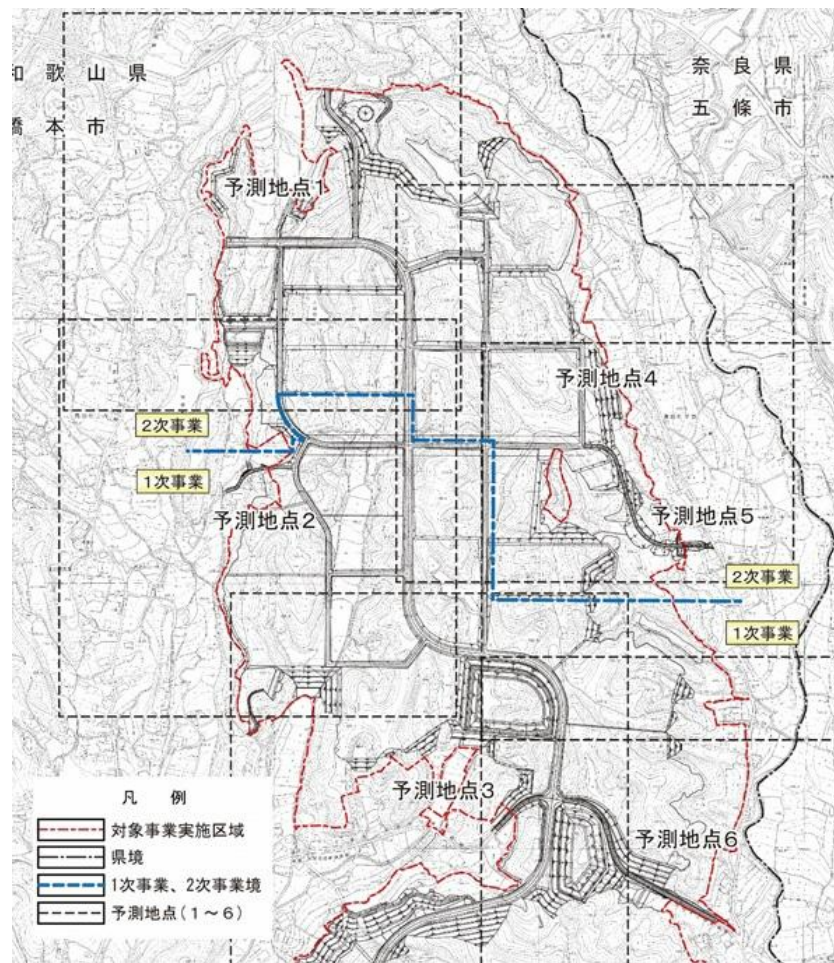 和歌山県
橋本市
奈良県
五條市
予測地点1
予測地点4
2次事業
1次事業
予測地点2
予測地点5
2次事業
1次事業
予測地点3
予測地点6
凡 例
対象事業実施区域
県境
1次事業、2次事業境
予測地点(1~6)